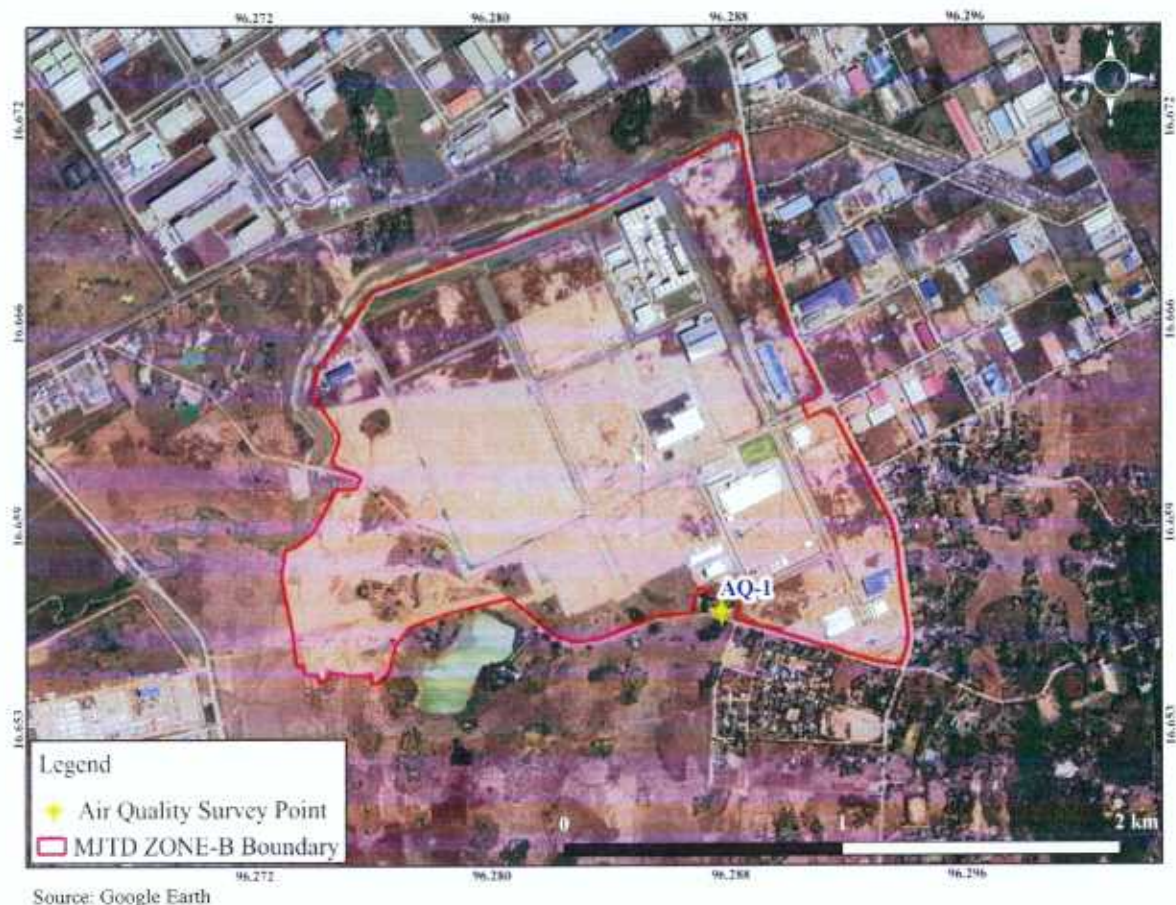 96.272 96.280 96.288 96.296
16.672 16.672
16.666 16.666
16.659 16.659
AQ-1
16.653 16.653
Legend
Air Quality Survey Point
MJTD ZONE-B Boundary
0 1 2 km
96.272 96.280 96.288 96.296
Source: Google Earth